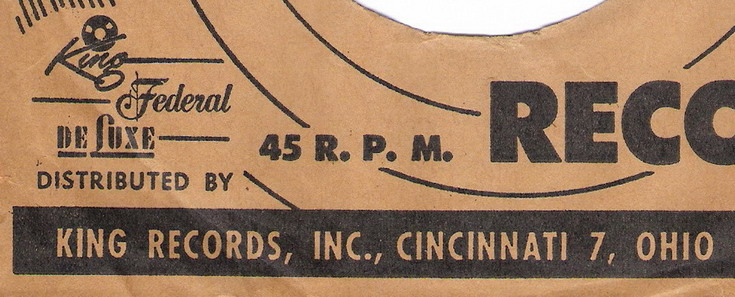 King
Federal
DE LUXE
45 R. P. M.
RECO
DISTRIBUTED BY
KING RECORDS, INC., CINCINNATI 7, OHIO